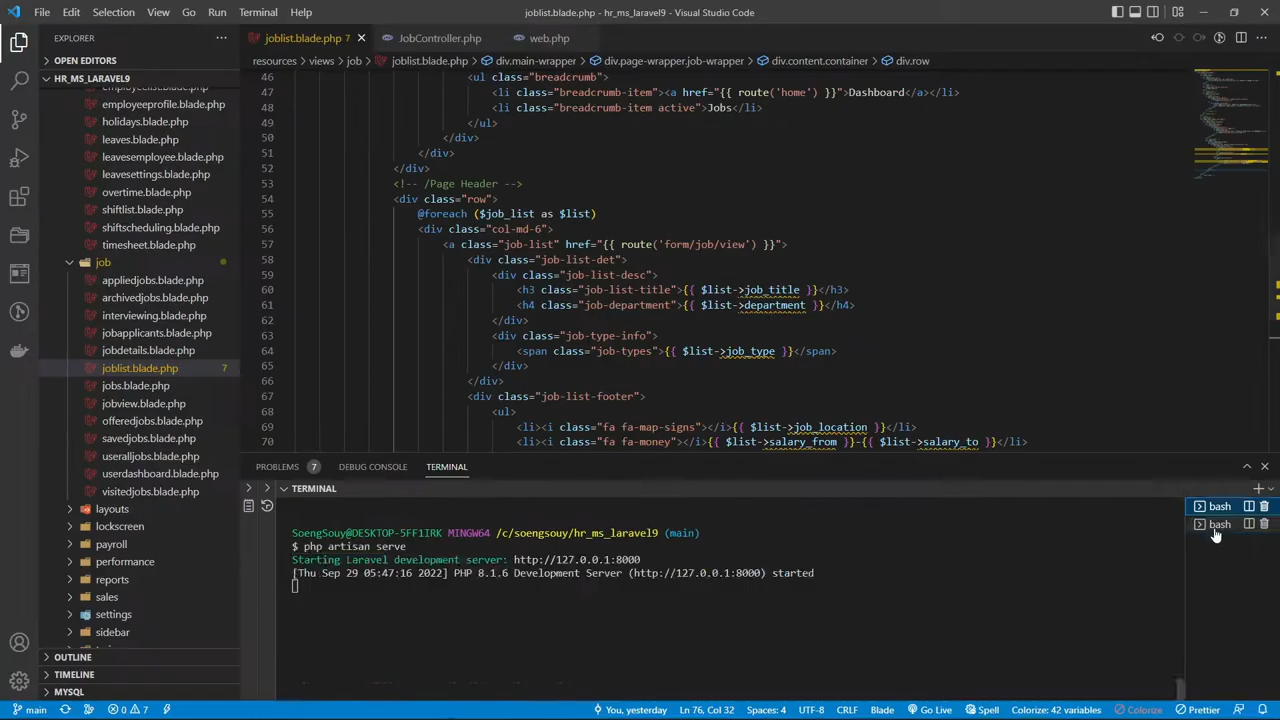 File Edit Selection View Go Run Terminal Help
joblist.blade.php - hr_ms_laravel9 - Visual Studio Code
EXPLORER
OPEN EDITORS
HR_MS_LARAVEL9
employeeprofile.blade.php
holidays.blade.php
leaves.blade.php
leavesemployee.blade.php
leavesettings.blade.php
overtime.blade.php
shiftlist.blade.php
shiftscheduling.blade.php
timesheet.blade.php
job
appliedjobs.blade.php
archivedjobs.blade.php
interviewing.blade.php
jobapplicants.blade.php
jobdetails.blade.php
joblist.blade.php 7
jobs.blade.php
jobview.blade.php
offeredjobs.blade.php
savedjobs.blade.php
useralljobs.blade.php
userdashboard.blade.php
visitedjobs.blade.php
layouts
lockscreen
payroll
performance
reports
sales
settings
sidebar
OUTLINE
TIMELINE
MYSQL
joblist.blade.php 7 JobController.php web.php
resources > views > job > joblist.blade.php > div.main-wrapper > div.page-wrapper.job-wrapper > div.content.container > div.row
46 <ul class="breadcrumb">
47 <li class="breadcrumb-item"><a href="{{ route('home') }}">Dashboard</a></li>
48 <li class="breadcrumb-item active">Jobs</li>
49 </ul>
50 </div>
51 </div>
52 </div>
53 <!-- /Page Header -->
54 <div class="row">
55 @foreach ($job_list as $list)
56 <div class="col-md-6">
57 <a class="job-list" href="{{ route('form/job/view') }}">
58 <div class="job-list-det">
59 <div class="job-list-desc">
60 <h3 class="job-list-title">{{ $list->job_title }}</h3>
61 <h4 class="job-department">{{ $list->department }}</h4>
62 </div>
63 <div class="job-type-info">
64 <span class="job-types">{{ $list->job_type }}</span>
65 </div>
66 </div>
67 <div class="job-list-footer">
68 <ul>
69 <li><i class="fa fa-map-signs"></i>{{ $list->job_location }}</li>
70 <li><i class="fa fa-money"></i>{{ $list->salary_from }}-{{ $list->salary_to }}</li>
PROBLEMS 7 DEBUG CONSOLE TERMINAL
TERMINAL
SoengSouy@DESKTOP-5FF1IRK MINGW64 /c/soengsouy/hr_ms_laravel9 (main)
$ php artisan serve
Starting Laravel development server: http://127.0.0.1:8000
[Thu Sep 29 05:47:16 2022] PHP 8.1.6 Development Server (http://127.0.0.1:8000) started
bash
bash
main 0 7 You, yesterday Ln 76, Col 32 Spaces: 4 UTF-8 CRLF Blade Go Live Spell Colorize: 42 variables Colorize Prettier